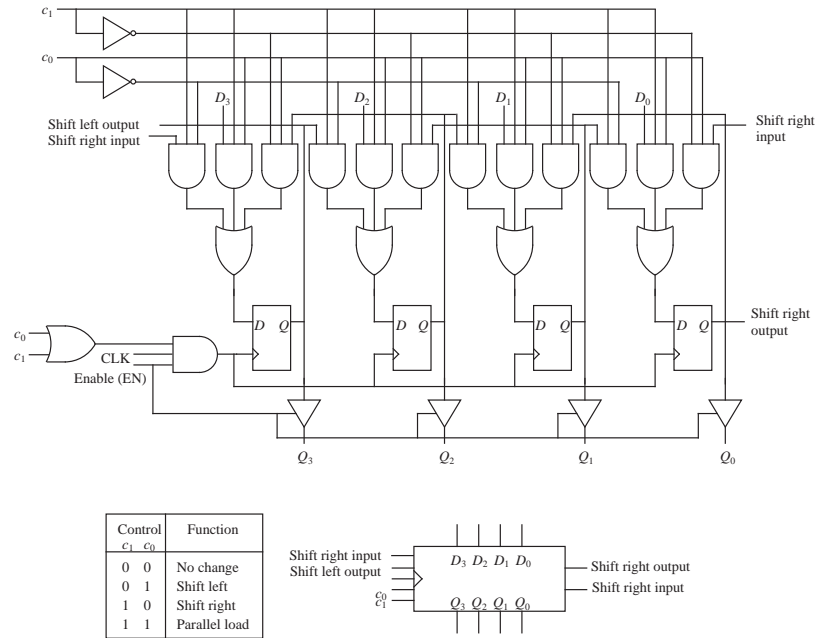 c1
c0
D3 D2 D1 D0
Shift left output
Shift right input
Shift right
input
D Q D Q D Q D Q
Shift right
output
c0
c1
CLK
Enable (EN)
Q3 Q2 Q1 Q0
Control Function
c1 c0
0 0 No change
0 1 Shift left
1 0 Shift right
1 1 Parallel load
Shift right input
Shift left output
c0
c1
D3 D2 D1 D0
Q3 Q2 Q1 Q0
Shift right output
Shift right input